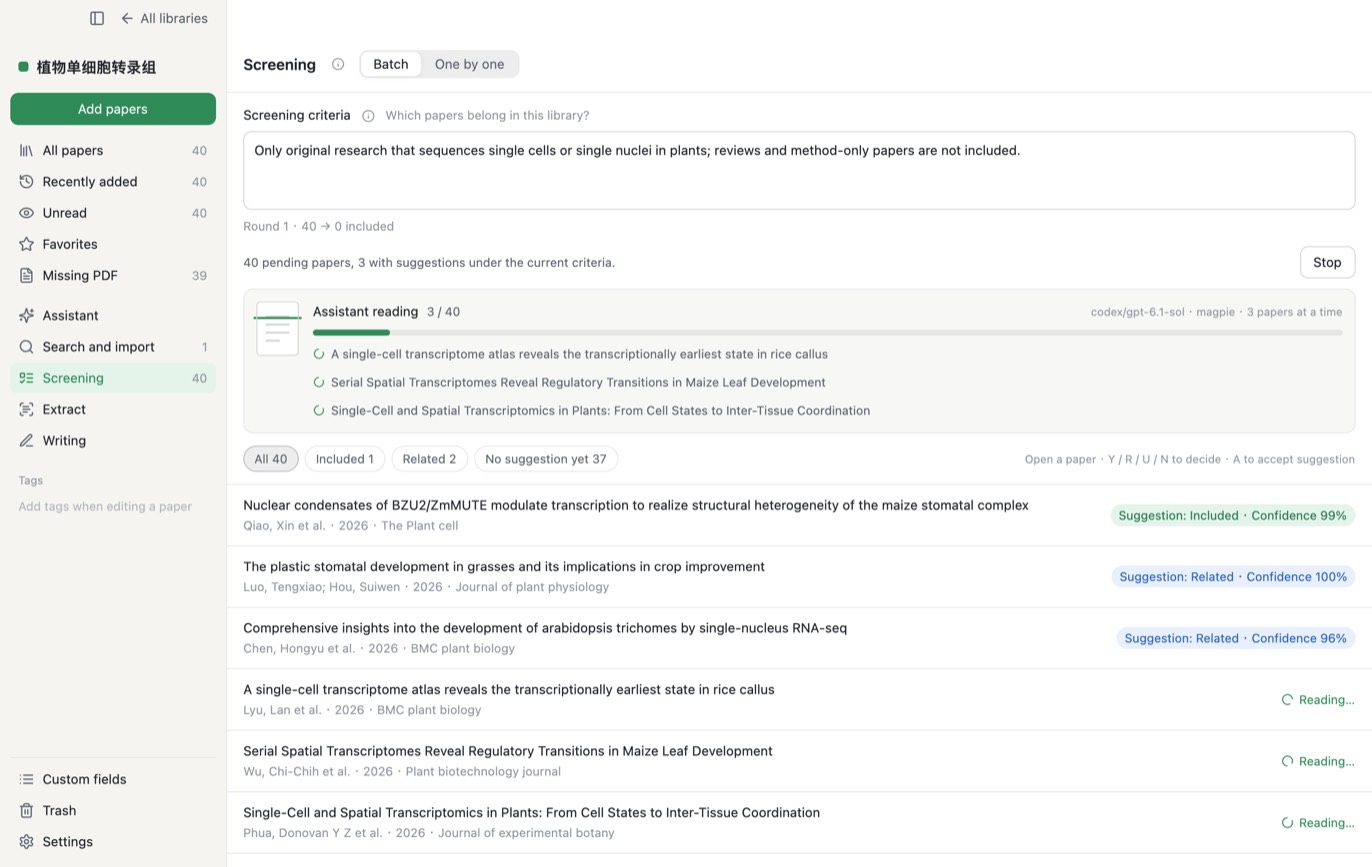 All libraries
植物单细胞转录组
Add papers
All papers 40
Recently added 40
Unread 40
Favorites
Missing PDF 39
Assistant
Search and import 1
Screening 40
Extract
Writing
Tags
Add tags when editing a paper
Custom fields
Trash
Settings
Screening Batch One by one
Screening criteria Which papers belong in this library?
Only original research that sequences single cells or single nuclei in plants; reviews and method-only papers are not included.
Round 1 · 40 → 0 included
40 pending papers, 3 with suggestions under the current criteria. Stop
Assistant reading 3 / 40 codex/gpt-6.1-sol · magpie · 3 papers at a time
A single-cell transcriptome atlas reveals the transcriptionally earliest state in rice callus
Serial Spatial Transcriptomes Reveal Regulatory Transitions in Maize Leaf Development
Single-Cell and Spatial Transcriptomics in Plants: From Cell States to Inter-Tissue Coordination
All 40 Included 1 Related 2 No suggestion yet 37 Open a paper · Y / R / U / N to decide · A to accept suggestion
Nuclear condensates of BZU2/ZmMUTE modulate transcription to realize structural heterogeneity of the maize stomatal complex
Qiao, Xin et al. · 2026 · The Plant cell
Suggestion: Included · Confidence 99%
The plastic stomatal development in grasses and its implications in crop improvement
Luo, Tengxiao; Hou, Suiwen · 2026 · Journal of plant physiology
Suggestion: Related · Confidence 100%
Comprehensive insights into the development of arabidopsis trichomes by single-nucleus RNA-seq
Chen, Hongyu et al. · 2026 · BMC plant biology
Suggestion: Related · Confidence 96%
A single-cell transcriptome atlas reveals the transcriptionally earliest state in rice callus
Lyu, Lan et al. · 2026 · BMC plant biology
Reading...
Serial Spatial Transcriptomes Reveal Regulatory Transitions in Maize Leaf Development
Wu, Chi-Chih et al. · 2026 · Plant biotechnology journal
Reading...
Single-Cell and Spatial Transcriptomics in Plants: From Cell States to Inter-Tissue Coordination
Phua, Donovan Y Z et al. · 2026 · Journal of experimental botany
Reading...